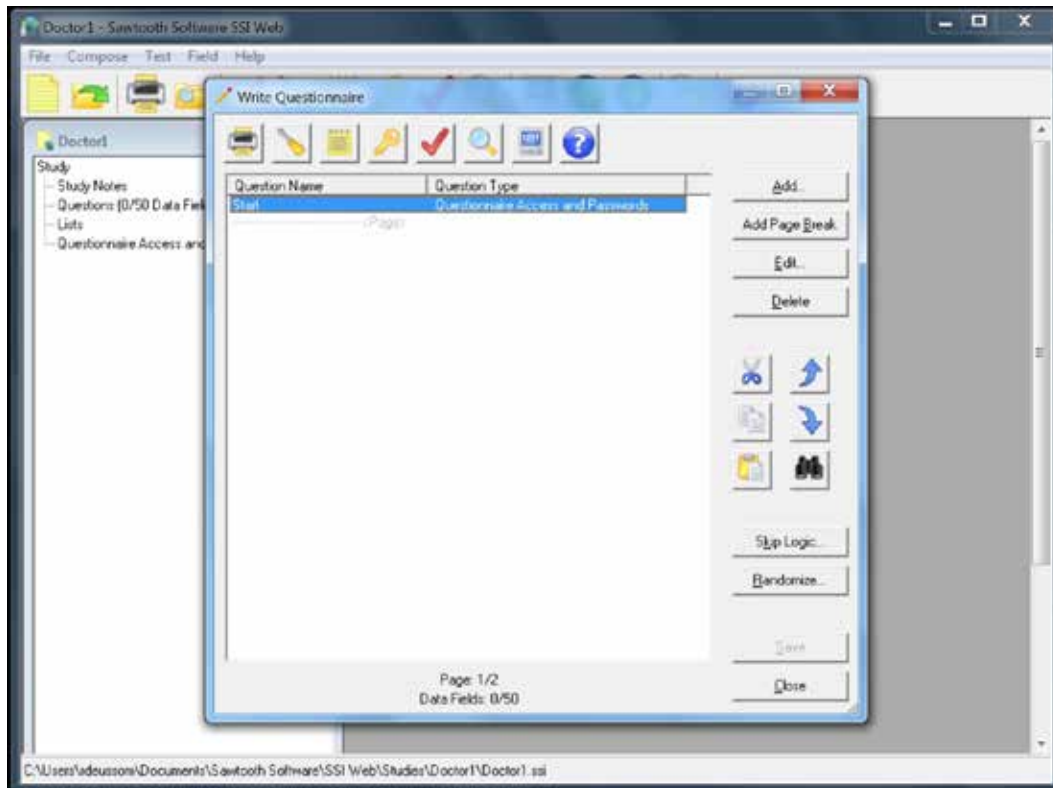 Doctor1 - Sawtooth Software SSI Web
File Compose Test Field Help
Write Questionnaire
Doctor1
Study
Study Notes
Questions (0/50 Data Fiel
Lists
Questionnaire Access and
Question Name Question Type
Start Questionnaire Access and Passwords
(Page)
Add...
Add Page Break
Edit...
Delete
Skip Logic...
Randomize...
Save
Close
Page: 1/2
Data Fields: 0/50
C:\Users\vdeussom\Documents\Sawtooth Software\SSI Web\Studies\Doctor1\Doctor1.ssi